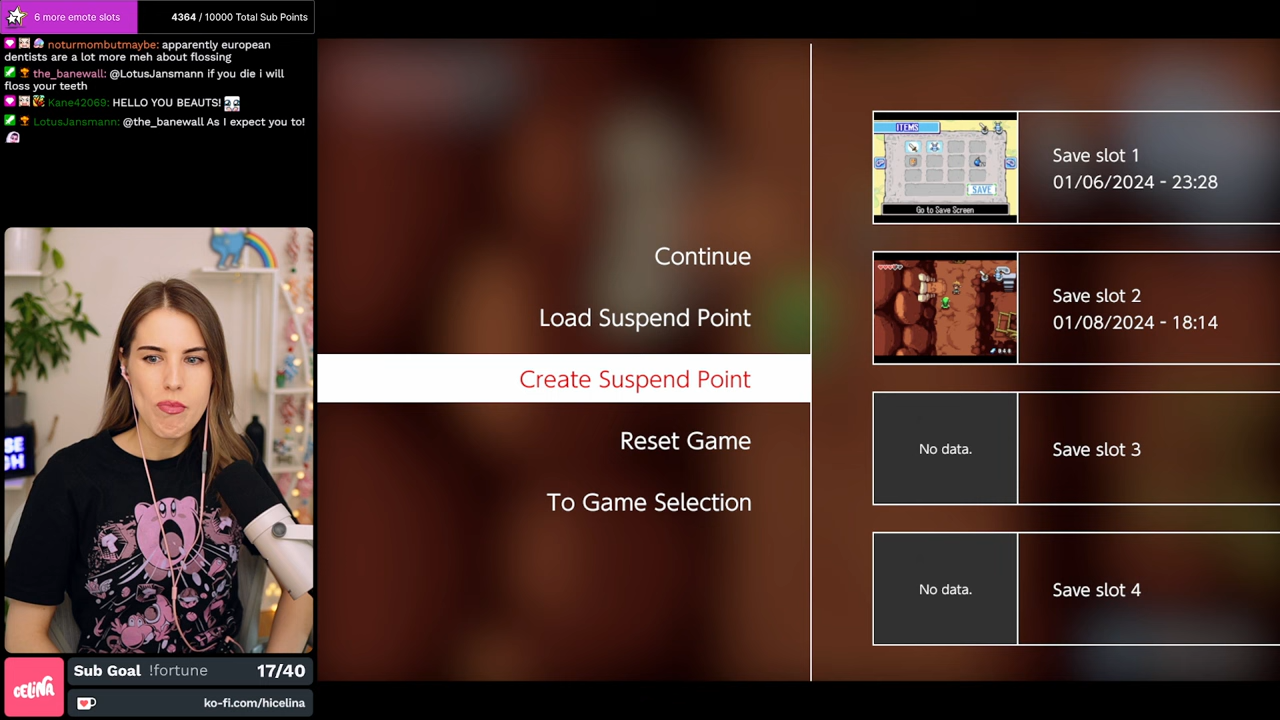 6 more emote slots
4364 / 10000 Total Sub Points
noturmombutmaybe: apparently european
dentists are a lot more meh about flossing
the_banewall: @LotusJansmann if you die i will
floss your teeth
Kane42069: HELLO YOU BEAUTS!
LotusJansmann: @the_banewall As I expect you to!
Continue
Load Suspend Point
Create Suspend Point
Reset Game
To Game Selection
ITEMS
SAVE
Go to Save Screen
Save slot 1
01/06/2024 - 23:28
Save slot 2
01/08/2024 - 18:14
No data.
Save slot 3
No data.
Save slot 4
CELINA
Sub Goal !fortune 17/40
ko-fi.com/hicelina